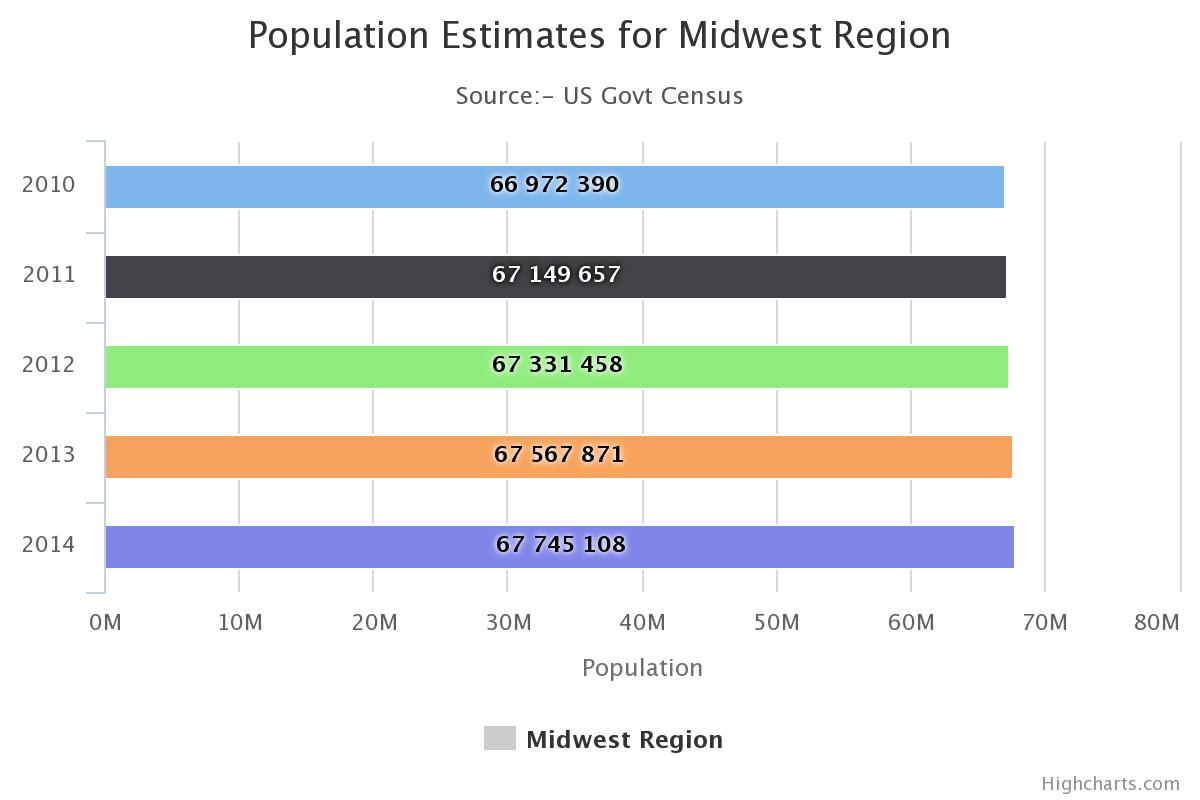 Population Estimates for Midwest Region
Source:- US Govt Census
2010
66 972 390
2011
67 149 657
2012
67 331 458
2013
67 567 871
2014
67 745 108
0M 10M 20M 30M 40M 50M 60M 70M 80M
Population
Midwest Region
Highcharts.com